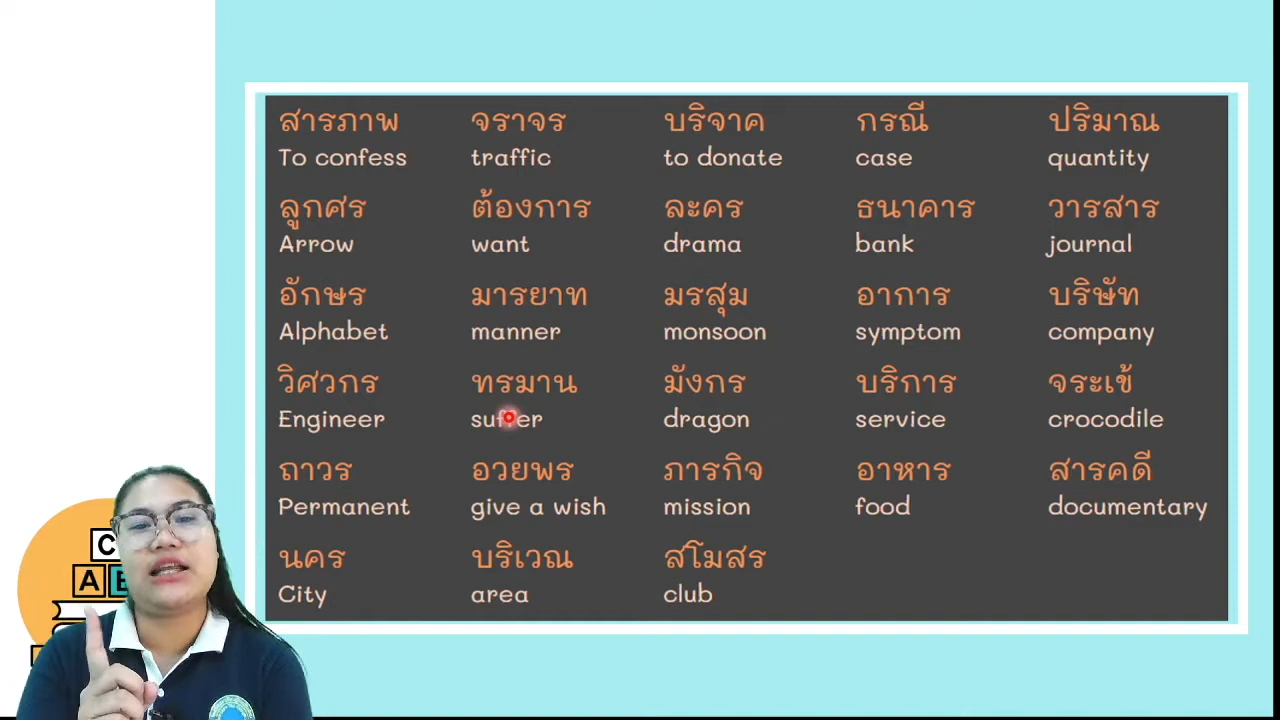 สารภาพ จราจร บริจาค กรณี ปริมาณ
To confess traffic to donate case quantity
ลูกศร ต้องการ ละคร ธนาคาร วารสาร
Arrow want drama bank journal
อักษร มารยาท มรสุม อาการ บริษัท
Alphabet manner monsoon symptom company
วิศวกร ทรมาน มังกร บริการ จระเข้
Engineer suffer dragon service crocodile
ถาวร อวยพร ภารกิจ อาหาร สารคดี
Permanent give a wish mission food documentary
นคร บริเวณ สโมสร
City area club
C
A